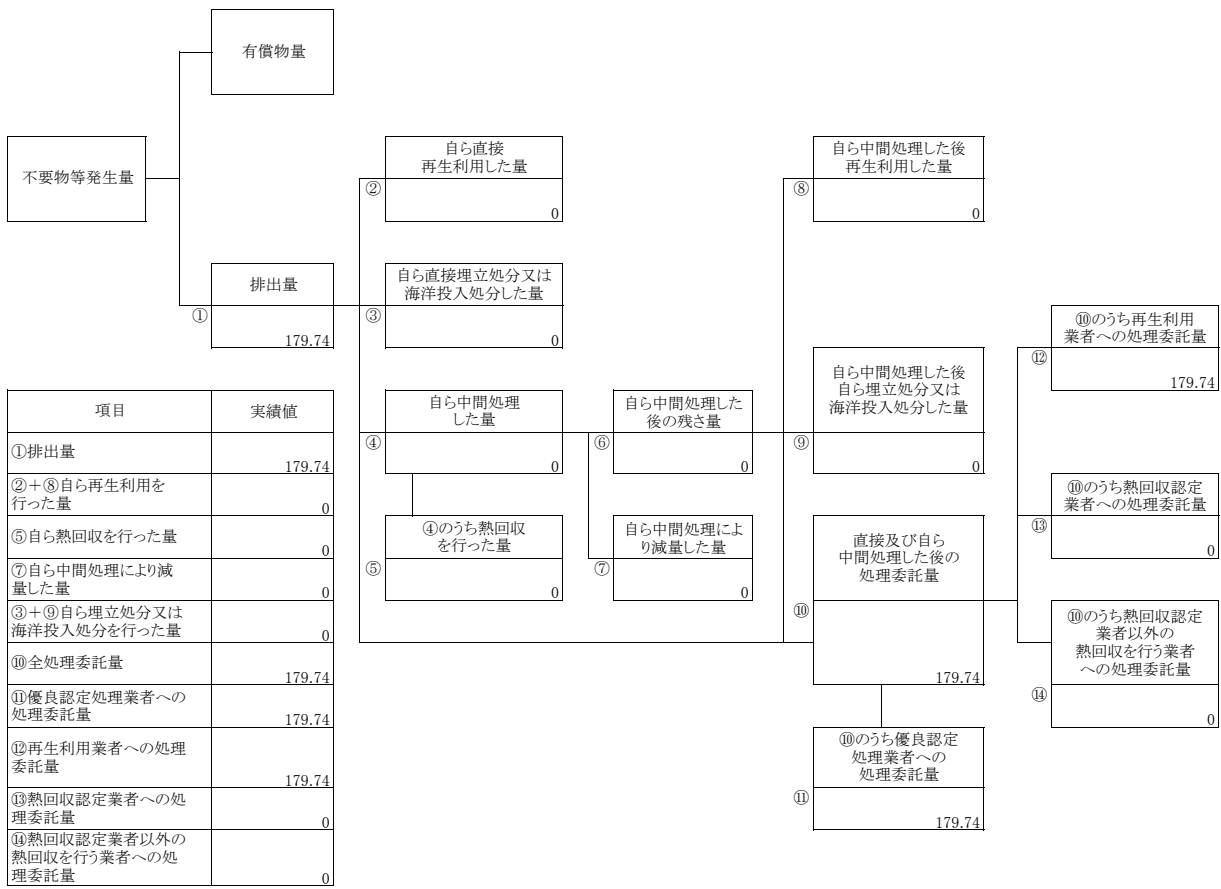 有償物量
不要物等発生量
自ら直接
再生利用した量
②
0
自ら中間処理した後
再生利用した量
⑧
0
排出量
①
179.74
自ら直接埋立処分又は
海洋投入処分した量
③
0
⑩のうち再生利用
業者への処理委託量
⑫
179.74
自ら中間処理
した量
④
0
自ら中間処理した
後の残さ量
⑥
0
自ら中間処理した後
自ら埋立処分又は
海洋投入処分した量
⑨
0
⑩のうち熱回収認定
業者への処理委託量
⑬
0
④のうち熱回収
を行った量
⑤
0
自ら中間処理によ
り減量した量
⑦
0
直接及び自ら
中間処理した後の
処理委託量
⑩
179.74
⑩のうち熱回収認定
業者以外の
熱回収を行う業者
への処理委託量
⑭
0
⑩のうち優良認定
処理業者への
処理委託量
⑪
179.74
項目 実績値
①排出量
179.74
②＋⑧自ら再生利用を
行った量
0
⑤自ら熱回収を行った量
0
⑦自ら中間処理により減
量した量
0
③＋⑨自ら埋立処分又は
海洋投入処分を行った量
0
⑩全処理委託量
179.74
⑪優良認定処理業者への
処理委託量
179.74
⑫再生利用業者への処理
委託量
179.74
⑬熱回収認定業者への処
理委託量
0
⑭熱回収認定業者以外の
熱回収を行う業者への処
理委託量
0